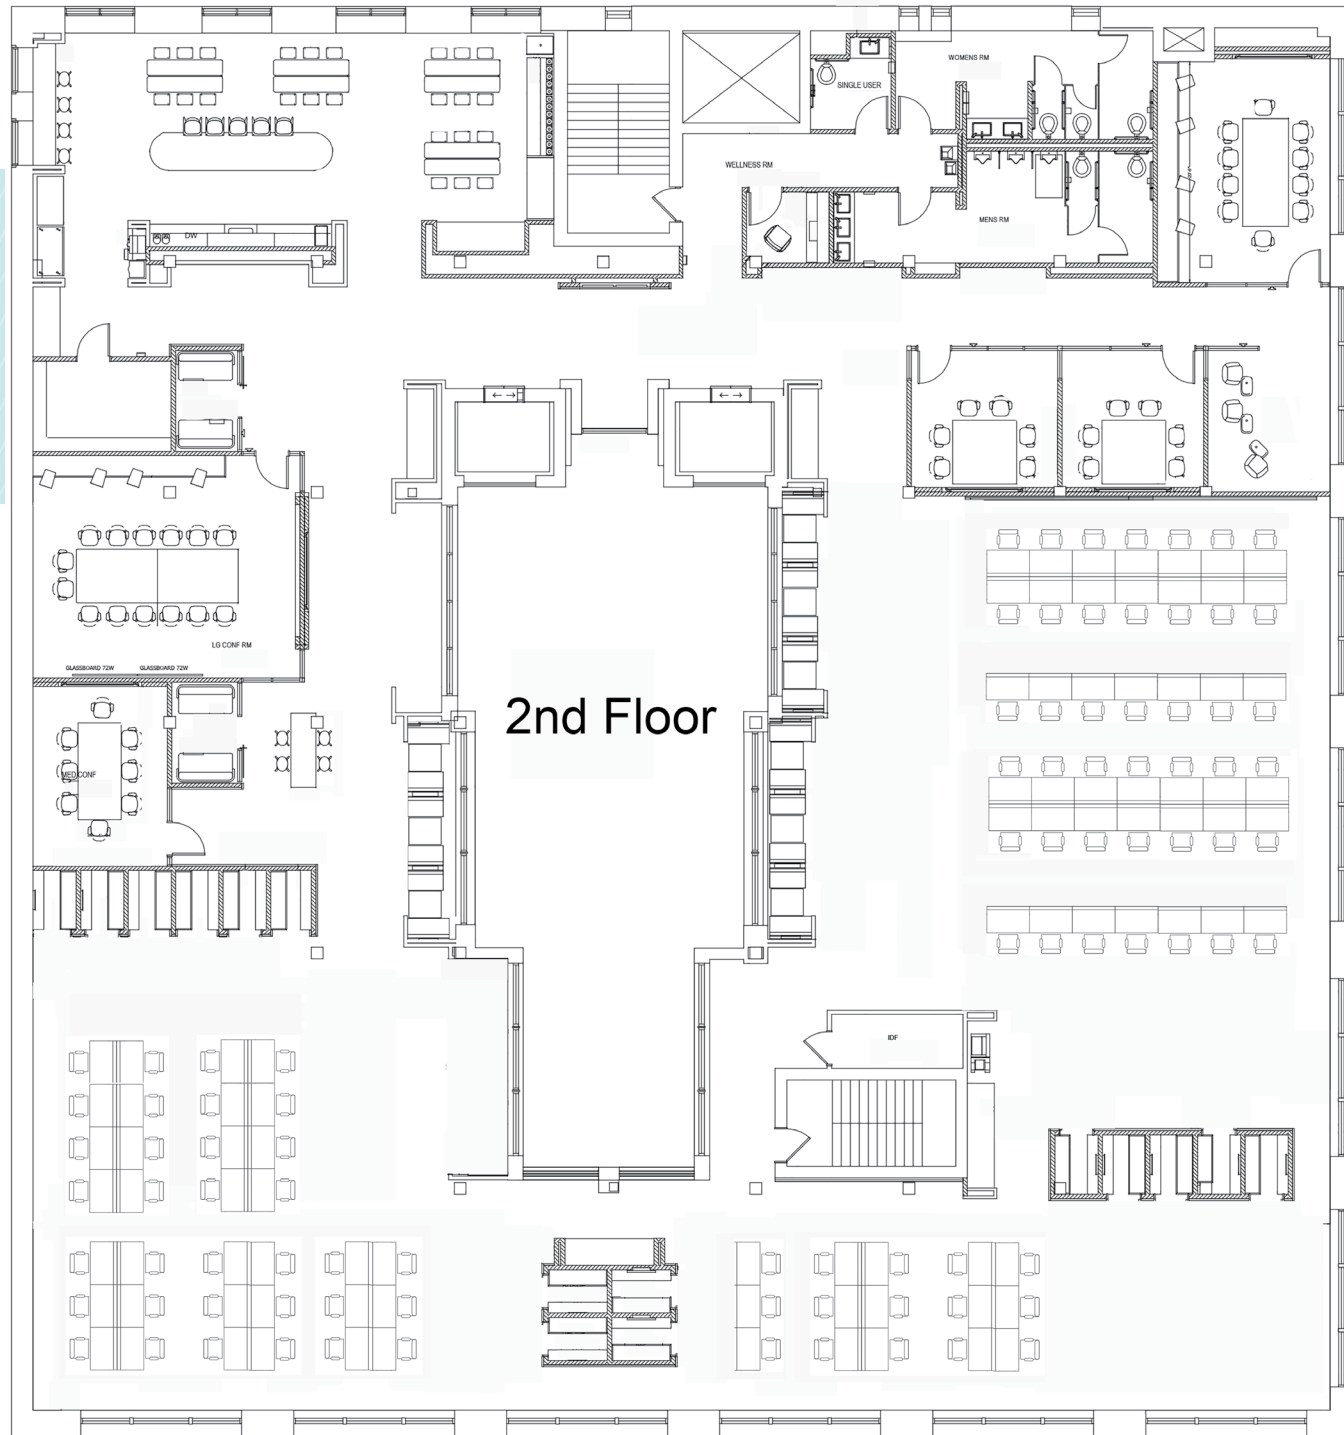 WOMENS RM
SINGLE USER
WELLNESS RM
MENS RM
DW
LG CONF RM
GLASSBOARD 72W
GLASSBOARD 72W
2nd Floor
MED CONF
IDF